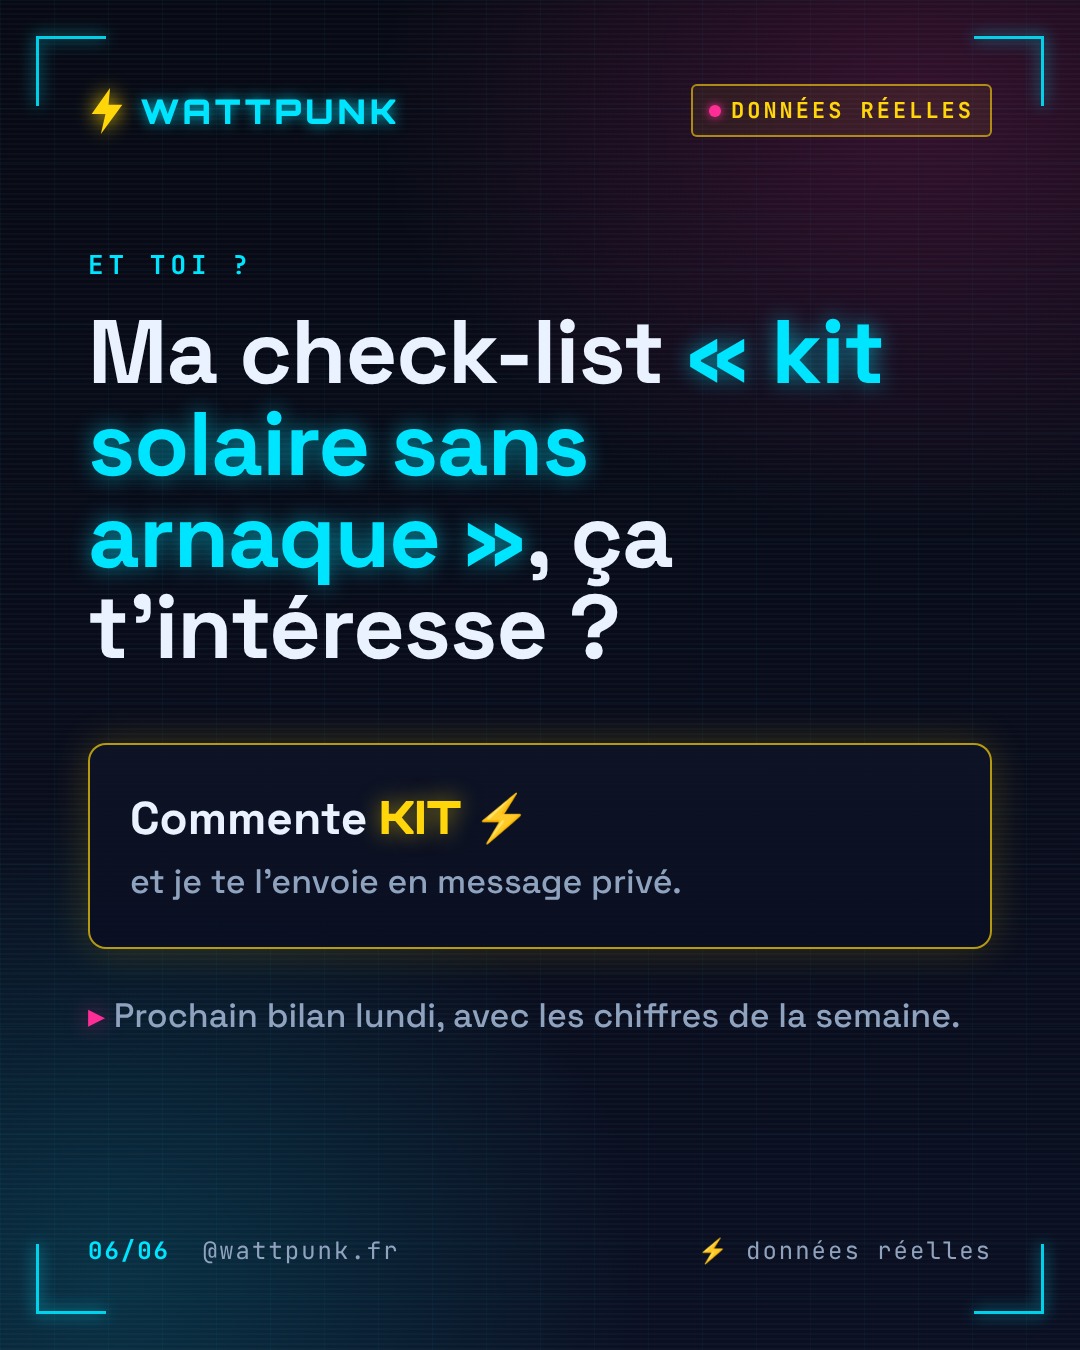 WATTPUNK
DONNÉES RÉELLES
ET TOI ?
Ma check-list « kit
solaire sans
arnaque », ça
t’intéresse ?
Commente KIT ⚡
et je te l’envoie en message privé.
▶ Prochain bilan lundi, avec les chiffres de la semaine.
06/06 @wattpunk.fr
⚡ données réelles